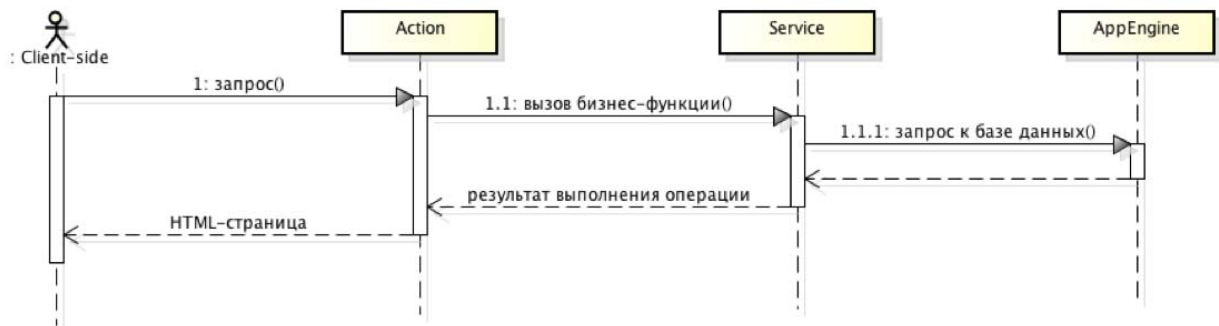 : Client-side
Action
Service
AppEngine
1: запрос()
1.1: вызов бизнес-функции()
1.1.1: запрос к базе данных()
результат выполнения операции
HTML-страница